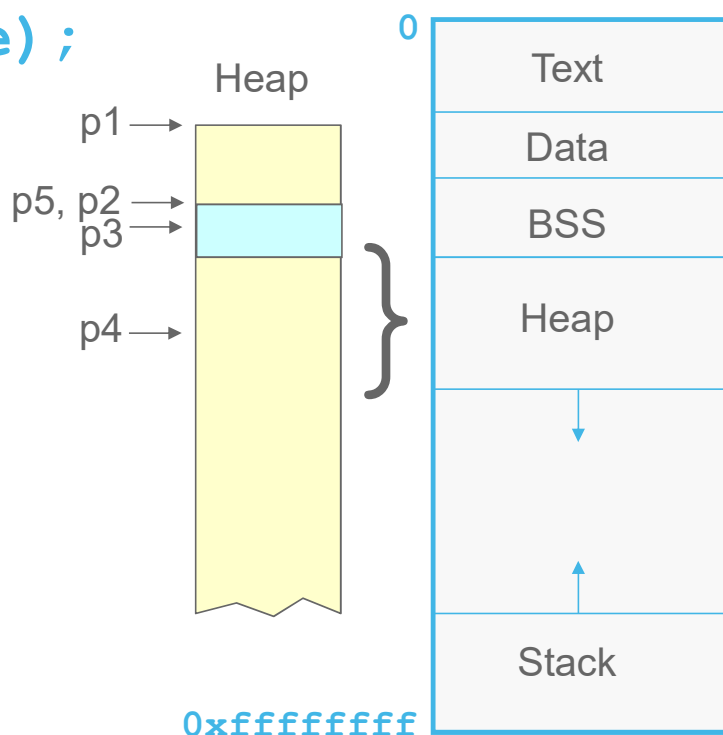 e);
Heap
p1
p5, p2
p3
p4
0
Text
Data
BSS
Heap
Stack
0xffffffff